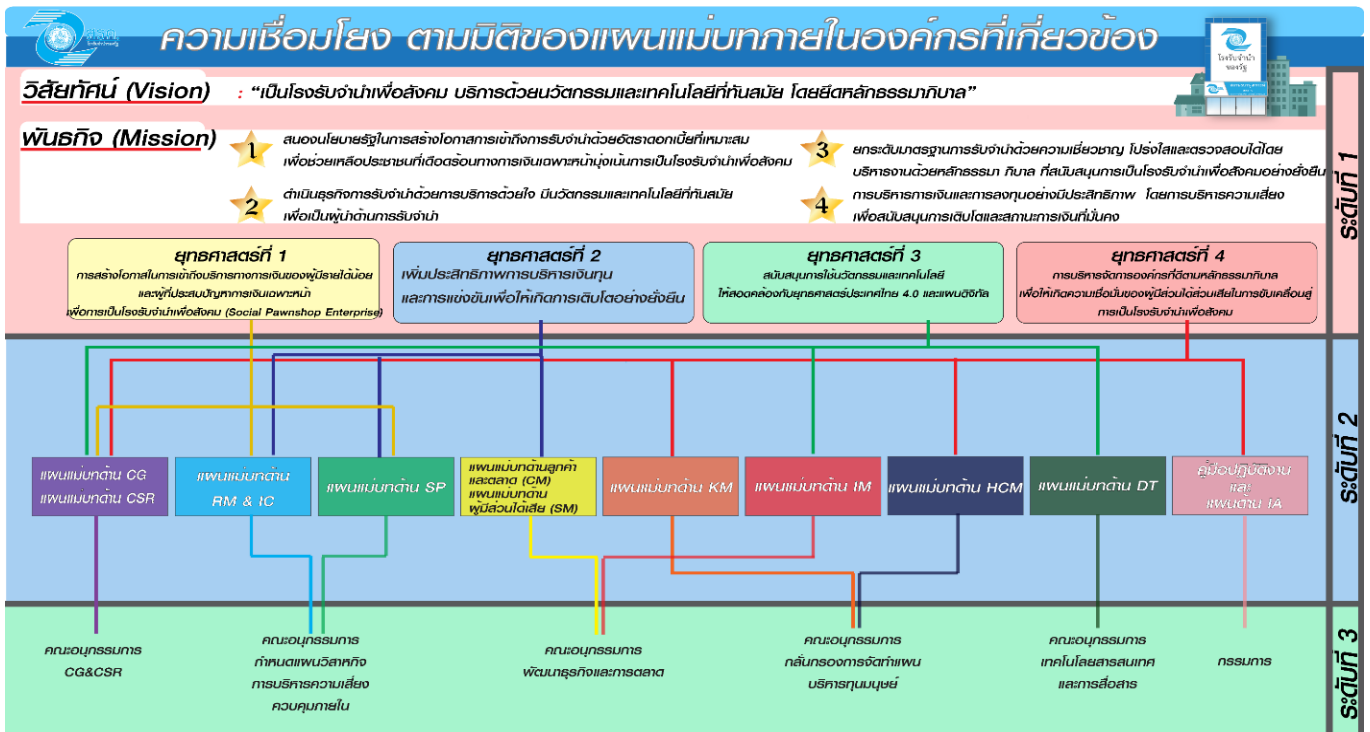 ความเชื่อมโยง ตามมิติของแผนแม่บทภายในองค์กรที่เกี่ยวข้อง
โรงรับจำนำ
ของรัฐ
วิสัยทัศน์ (Vision) : “เป็นโรงรับจำนำเพื่อสังคม บริการด้วยนวัตกรรมและเทคโนโลยีที่ทันสมัย โดยยึดหลักธรรมาภิบาล”
พันธกิจ (Mission)
1
สนองนโยบายรัฐในการสร้างโอกาสการเข้าถึงการรับจำนำด้วยอัตราดอกเบี้ยที่เหมาะสม
เพื่อช่วยเหลือประชาชนที่เดือดร้อนทางการเงินเฉพาะหน้ามุ่งเน้นการเป็นโรงรับจำนำเพื่อสังคม
2
ดำเนินธุรกิจการรับจำนำด้วยการบริการด้วยใจ มีนวัตกรรมและเทคโนโลยีที่ทันสมัย
เพื่อเป็นผู้นำด้านการรับจำนำ
3
ยกระดับมาตรฐานการรับจำนำด้วยความเชี่ยวชาญ โปร่งใสและตรวจสอบได้โดย
บริหารงานด้วยหลักธรรมา ภิบาล ที่สนับสนุนการเป็นโรงรับจำนำเพื่อสังคมอย่างยั่งยืน
4
การบริหารการเงินและการลงทุนอย่างมีประสิทธิภาพ โดยการบริหารความเสี่ยง
เพื่อสนับสนุนการเติบโตและสถานะการเงินที่มั่นคง
ระดับที่ 1
ยุทธศาสตร์ที่ 1
การสร้างโอกาสในการเข้าถึงบริการทางการเงินของผู้มีรายได้น้อย
และผู้ที่ประสบปัญหาการเงินเฉพาะหน้า
เพื่อการเป็นโรงรับจำนำเพื่อสังคม (Social Pawnshop Enterprise)
ยุทธศาสตร์ที่ 2
เพิ่มประสิทธิภาพการบริหารเงินทุน
และการแข่งขันเพื่อให้เกิดการเติบโตอย่างยั่งยืน
ยุทธศาสตร์ที่ 3
สนับสนุนการใช้นวัตกรรมและเทคโนโลยี
ให้สอดคล้องกับยุทธศาสตร์ประเทศไทย 4.0 และแผนดิจิทัล
ยุทธศาสตร์ที่ 4
การบริหารจัดการองค์กรที่ดีตามหลักธรรมาภิบาล
เพื่อให้เกิดความเชื่อมั่นของผู้มีส่วนได้ส่วนเสียในการขับเคลื่อนสู่
การเป็นโรงรับจำนำเพื่อสังคม
ระดับที่ 2
แผนแม่บทด้าน CG
แผนแม่บทด้าน CSR
แผนแม่บทด้าน
RM & IC
แผนแม่บทด้าน SP
แผนแม่บทด้านลูกค้า
และตลาด (CM)
แผนแม่บทด้าน
ผู้มีส่วนได้เสีย (SM)
แผนแม่บทด้าน KM
แผนแม่บทด้าน IM
แผนแม่บทด้าน HCM
แผนแม่บทด้าน DT
คู่มือปฏิบัติงาน
และ
แผนด้าน IA
ระดับที่ 3
คณะอนุกรรมการ
CG&CSR
คณะอนุกรรมการ
กำหนดแผนวิสาหกิจ
การบริหารความเสี่ยง
ควบคุมภายใน
คณะอนุกรรมการ
พัฒนาธุรกิจและการตลาด
คณะอนุกรรมการ
กลั่นกรองการจัดทำแผน
บริหารทุนมนุษย์
คณะอนุกรรมการ
เทคโนโลยสารสนเทศ
และการสื่อสาร
กรรมการ